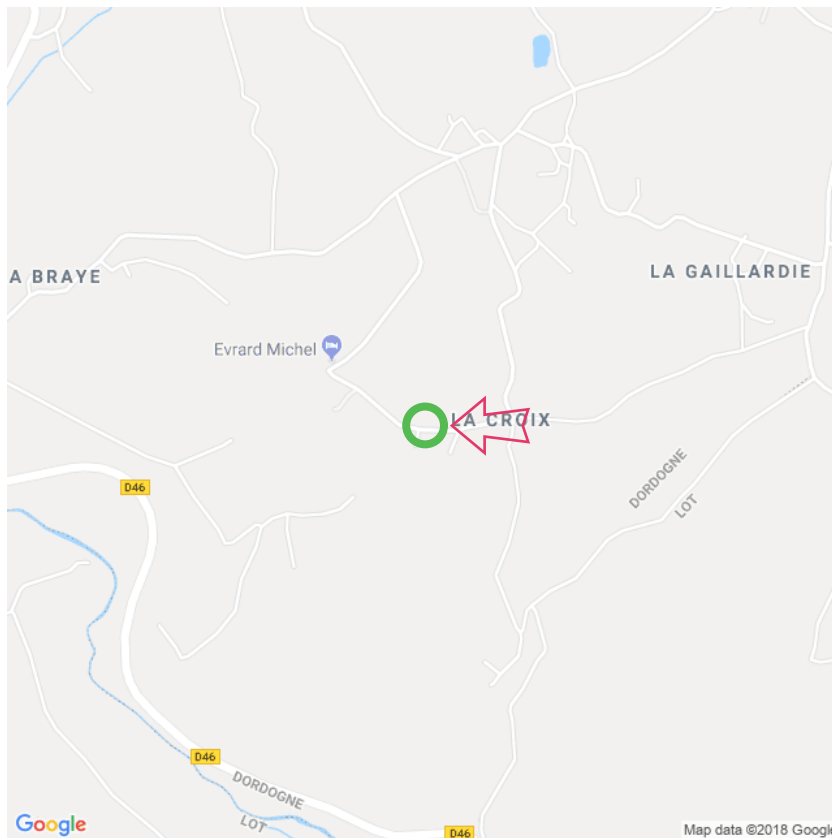 A BRAYE
LA GAILLARDIE
Evrard Michel
LA CROIX
DORDOGNE
LOT
D46
D46
DORDOGNE
LOT
D46
Google
Map data ©2018 Google